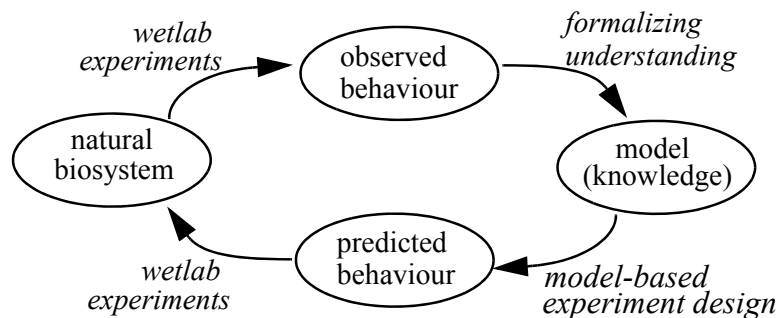 wetlab
experiments
observed
behaviour
formalizing
understanding
natural
biosystem
model
(knowledge)
predicted
behaviour
wetlab
experiments
model-based
experiment design